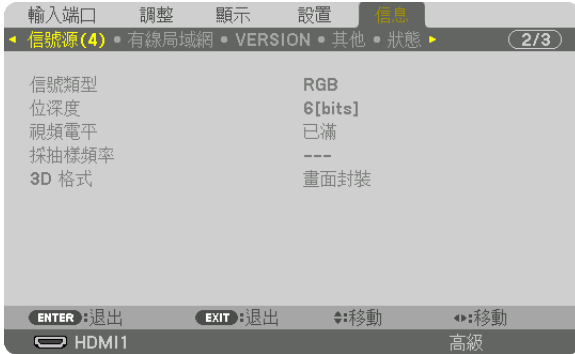 輸入端口 調整 顯示 設置 信息
信號源(4) • 有線局域網 • VERSION • 其他 • 狀態 2/3
信號類型 RGB
位深度 6[bits]
視頻電平 已滿
採抽樣頻率 ---
3D 格式 畫面封裝
ENTER:退出 EXIT:退出 :移動 :移動
HDMI1 高級